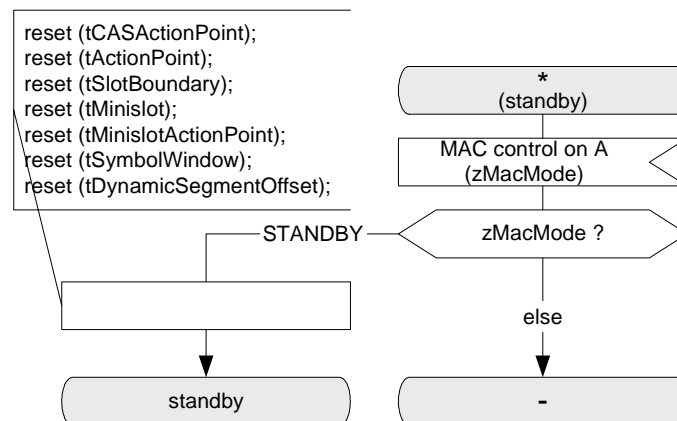 reset (tCASActionPoint);
reset (tActionPoint);
reset (tSlotBoundary);
reset (tMinislot);
reset (tMinislotActionPoint);
reset (tSymbolWindow);
reset (tDynamicSegmentOffset);
*
(standby)
MAC control on A
(zMacMode)
STANDBY
zMacMode ?
else
standby
-